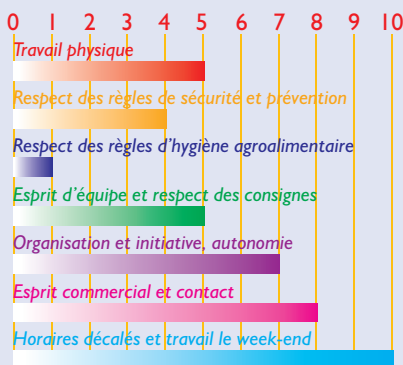 0 1 2 3 4 5 6 7 8 9 10
Travail physique
Respect des règles de sécurité et prévention
Respect des règles d'hygiène agroalimentaire
Esprit d'équipe et respect des consignes
Organisation et initiative, autonomie
Esprit commercial et contact
Horaires décalés et travail le week-end